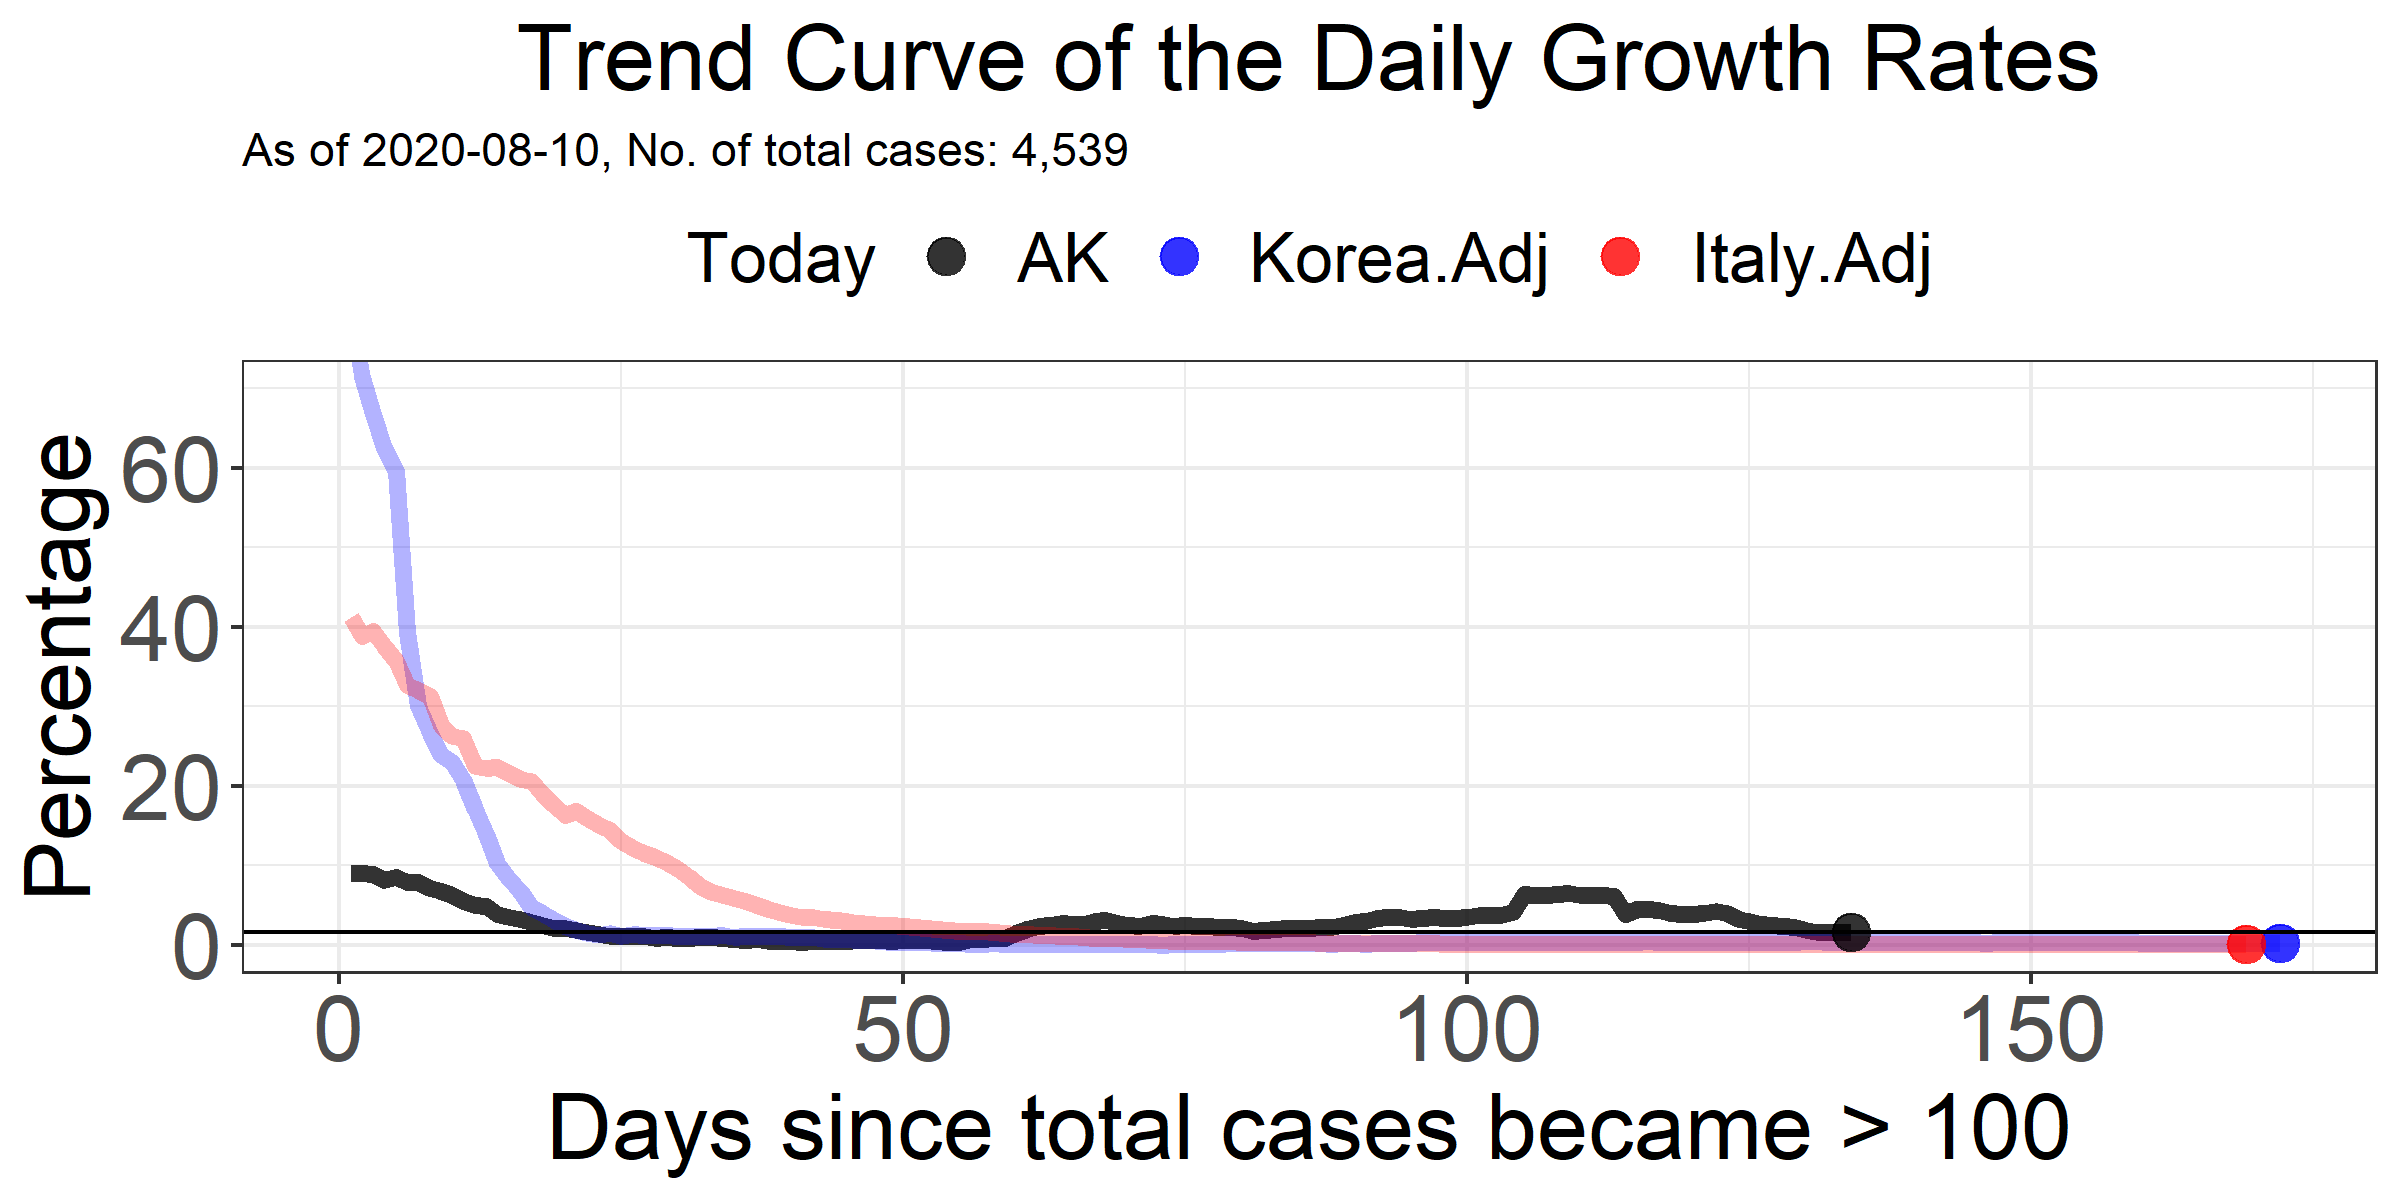 Trend Curve of the Daily Growth Rates
As of 2020-08-10, No. of total cases: 4,539
Today AK Korea.Adj Italy.Adj
Percentage
60
40
20
0
0 50 100 150
Days since total cases became > 100